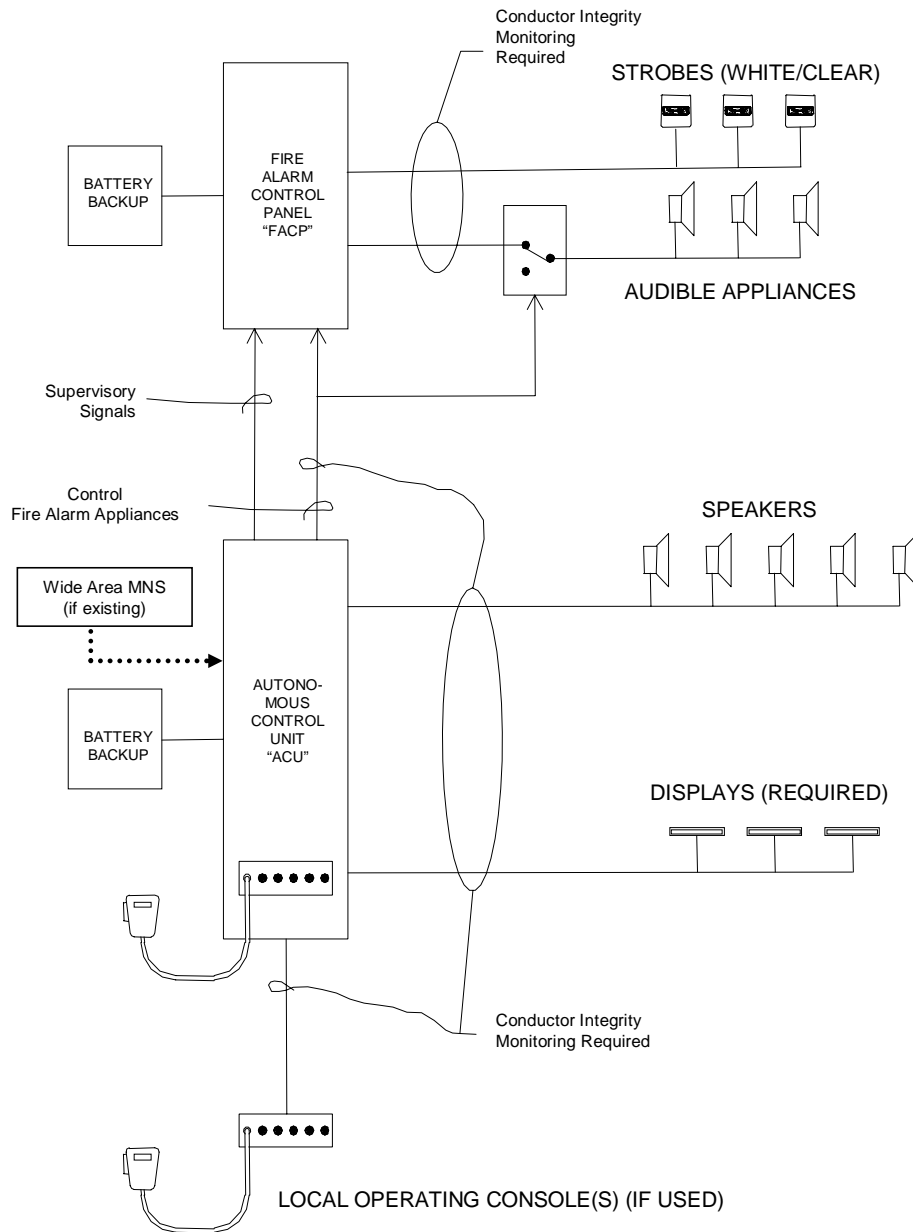 Conductor Integrity
Monitoring
Required
STROBES (WHITE/CLEAR)
BATTERY
BACKUP
FIRE
ALARM
CONTROL
PANEL
“FACP”
AUDIBLE APPLIANCES
Supervisory
Signals
Control
Fire Alarm Appliances
SPEAKERS
Wide Area MNS
(if existing)
AUTONO-
MOUS
CONTROL
UNIT
“ACU”
BATTERY
BACKUP
DISPLAYS (REQUIRED)
Conductor Integrity
Monitoring Required
LOCAL OPERATING CONSOLE(S) (IF USED)